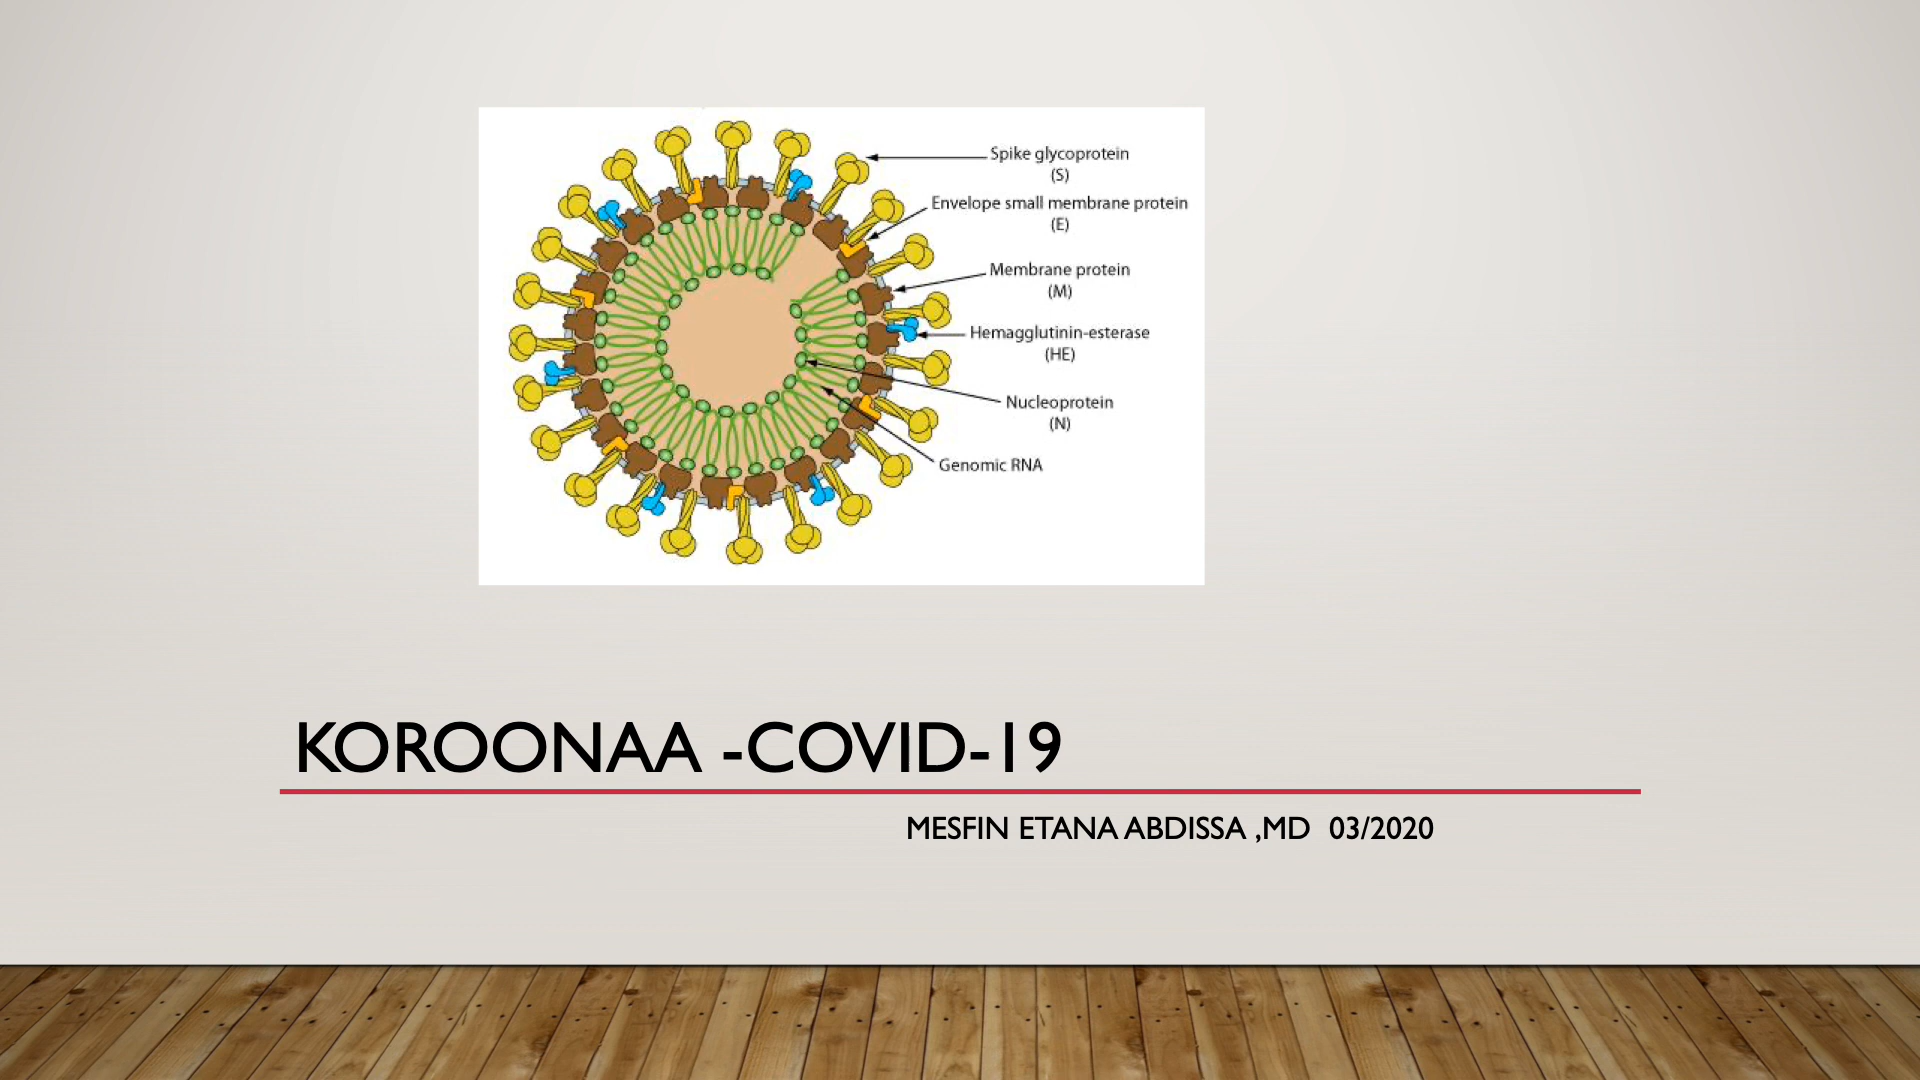 Spike glycoprotein
(S)
Envelope small membrane protein
(E)
Membrane protein
(M)
Hemagglutinin-esterase
(HE)
Nucleoprotein
(N)
Genomic RNA
KOROONAA -COVID-19
MESFIN ETANA ABDISSA ,MD 03/2020